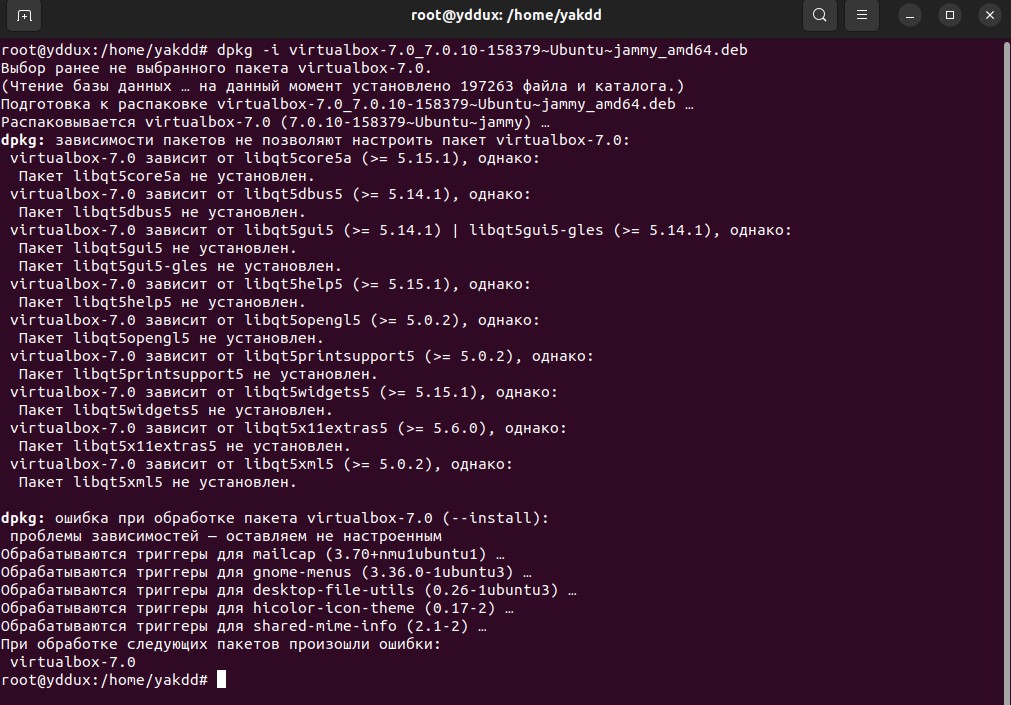 root@yddux: /home/yakdd
root@yddux:/home/yakdd# dpkg -i virtualbox-7.0_7.0.10-158379~Ubuntu~jammy_amd64.deb
Выбор ранее не выбранного пакета virtualbox-7.0.
(Чтение базы данных … на данный момент установлено 197263 файла и каталога.)
Подготовка к распаковке virtualbox-7.0_7.0.10-158379~Ubuntu~jammy_amd64.deb …
Распаковывается virtualbox-7.0 (7.0.10-158379~Ubuntu~jammy) …
dpkg: зависимости пакетов не позволяют настроить пакет virtualbox-7.0:
 virtualbox-7.0 зависит от libqt5core5a (>= 5.15.1), однако:
  Пакет libqt5core5a не установлен.
 virtualbox-7.0 зависит от libqt5dbus5 (>= 5.14.1), однако:
  Пакет libqt5dbus5 не установлен.
 virtualbox-7.0 зависит от libqt5gui5 (>= 5.14.1) | libqt5gui5-gles (>= 5.14.1), однако:
  Пакет libqt5gui5 не установлен.
  Пакет libqt5gui5-gles не установлен.
 virtualbox-7.0 зависит от libqt5help5 (>= 5.15.1), однако:
  Пакет libqt5help5 не установлен.
 virtualbox-7.0 зависит от libqt5opengl5 (>= 5.0.2), однако:
  Пакет libqt5opengl5 не установлен.
 virtualbox-7.0 зависит от libqt5printsupport5 (>= 5.0.2), однако:
  Пакет libqt5printsupport5 не установлен.
 virtualbox-7.0 зависит от libqt5widgets5 (>= 5.15.1), однако:
  Пакет libqt5widgets5 не установлен.
 virtualbox-7.0 зависит от libqt5x11extras5 (>= 5.6.0), однако:
  Пакет libqt5x11extras5 не установлен.
 virtualbox-7.0 зависит от libqt5xml5 (>= 5.0.2), однако:
  Пакет libqt5xml5 не установлен.

dpkg: ошибка при обработке пакета virtualbox-7.0 (--install):
 проблемы зависимостей — оставляем не настроенным
Обрабатываются триггеры для mailcap (3.70+nmu1ubuntu1) …
Обрабатываются триггеры для gnome-menus (3.36.0-1ubuntu3) …
Обрабатываются триггеры для desktop-file-utils (0.26-1ubuntu3) …
Обрабатываются триггеры для hicolor-icon-theme (0.17-2) …
Обрабатываются триггеры для shared-mime-info (2.1-2) …
При обработке следующих пакетов произошли ошибки:
 virtualbox-7.0
root@yddux:/home/yakdd#